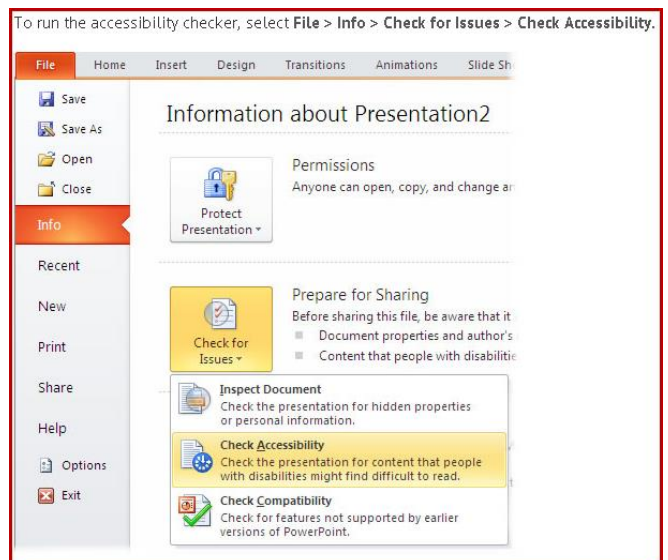 To run the accessibility checker, select File > Info > Check for Issues > Check Accessibility.
File Home Insert Design Transitions Animations Slide Sh
Save
Save As
Open
Close
Info
Recent
New
Print
Share
Help
Options
Exit
Information about Presentation2
Protect
Presentation
Permissions
Anyone can open, copy, and change
Check for
Issues
Prepare for Sharing
Before sharing this file, be aware that it
Document properties and author's
Content that people with
Inspect Document
Check the presentation for hidden properties
or personal information.
Check Accessibility
Check the presentation for content that people
with disabilities might find difficult to read.
Check Compatibility
Check for features not supported by earlier
versions of PowerPoint.